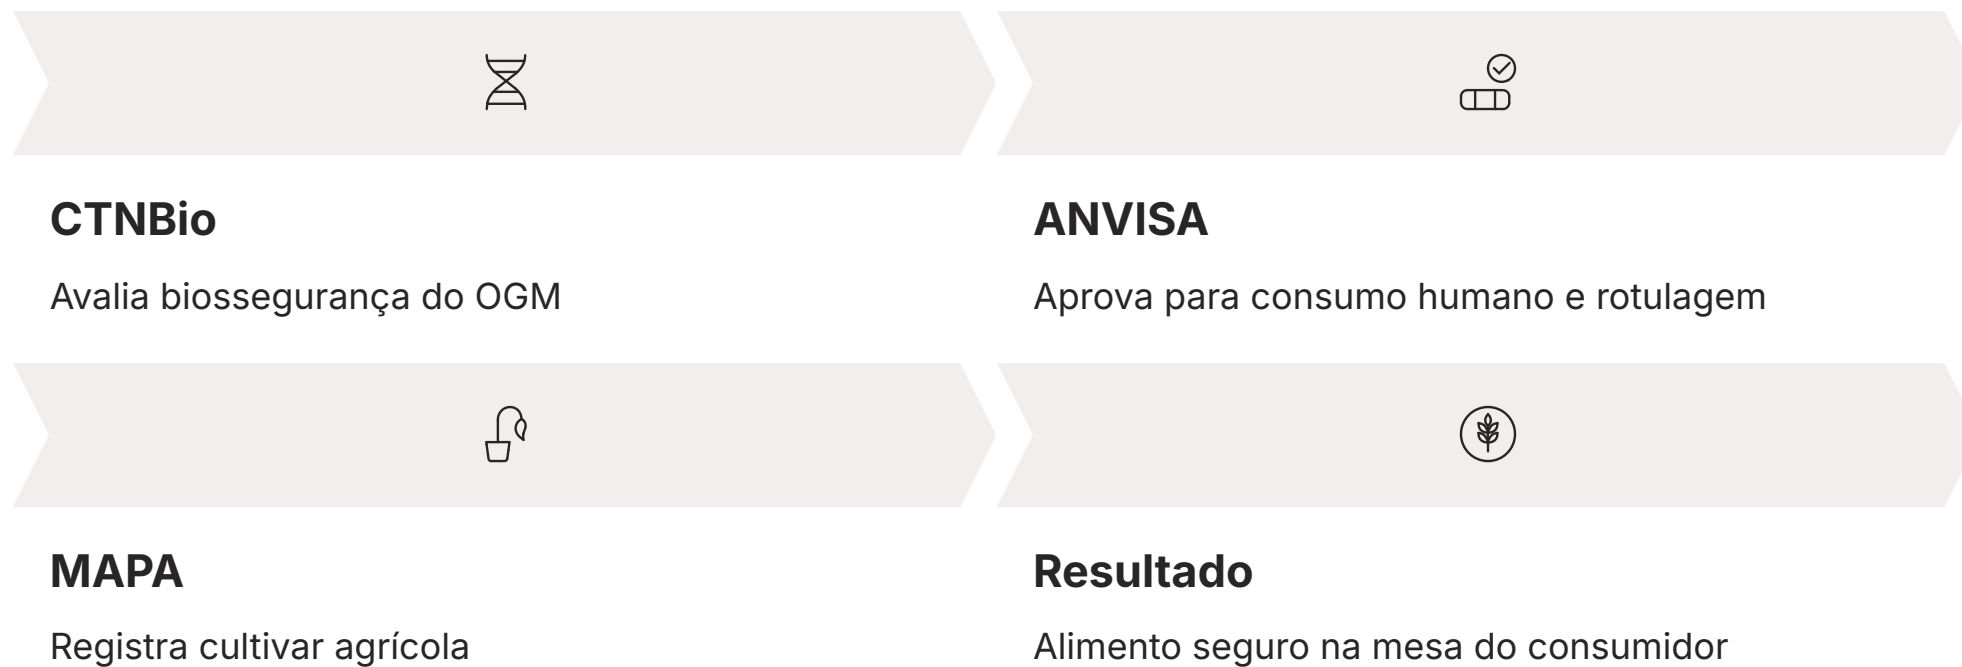 CTNBio
Avalia biossegurança do OGM
ANVISA
Aprova para consumo humano e rotulagem
MAPA
Registra cultivar agrícola
Resultado
Alimento seguro na mesa do consumidor